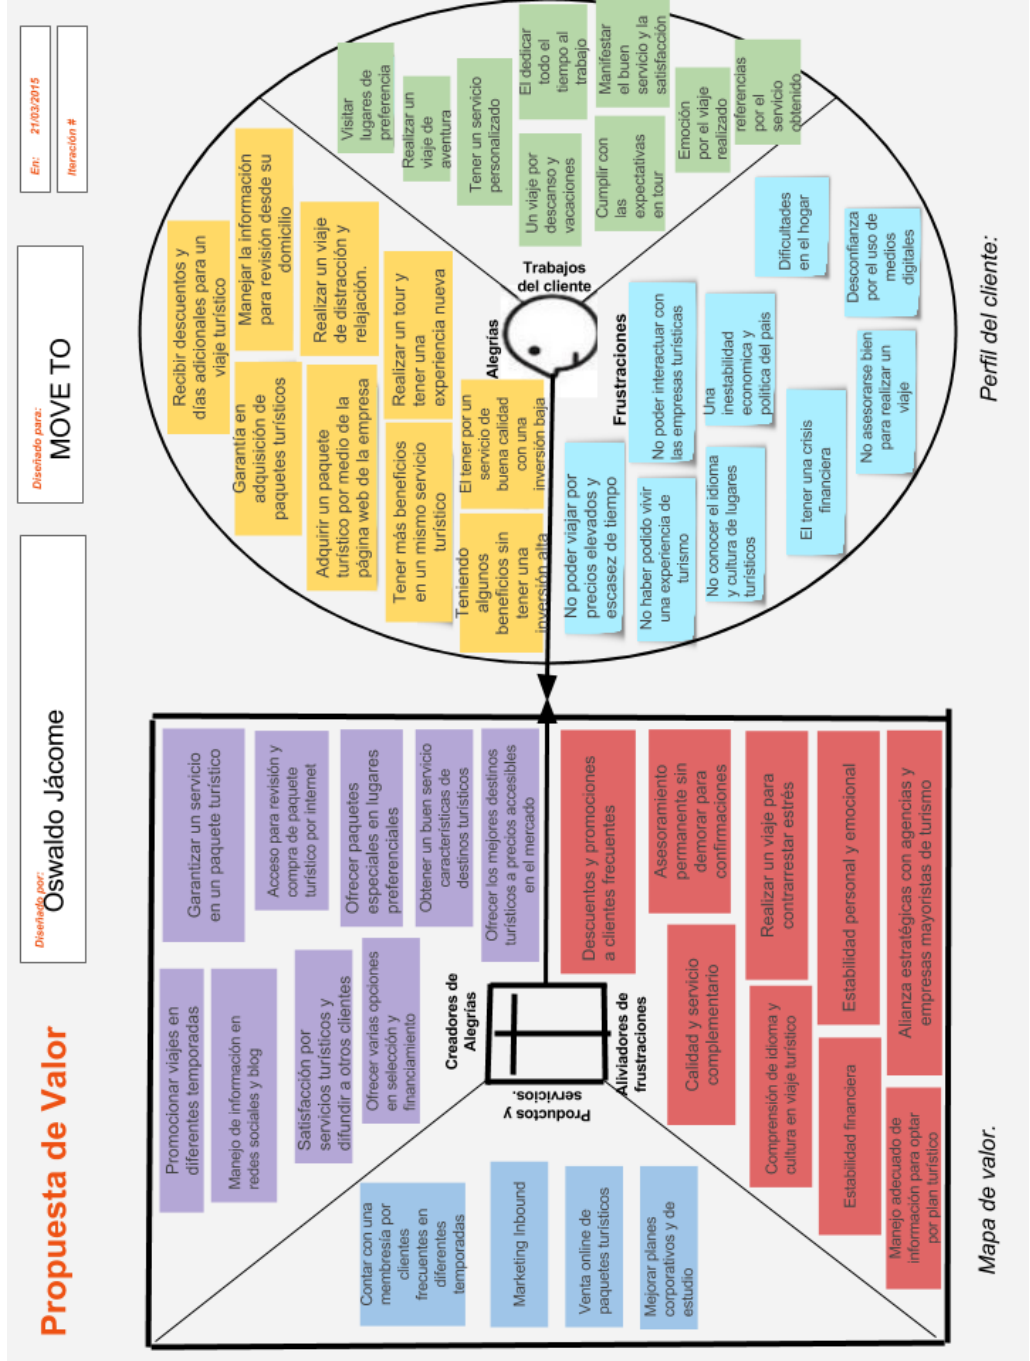 Propuesta de Valor
Diseñado por:
Oswaldo Jácome
Diseñado para:
MOVE TO
En: 21/03/2015
Iteración #
Promocionar viajes en
diferentes temporadas
Manejo de información en
redes sociales y blog
Satisfacción por
servicios turísticos y
difundir a otros clientes
Ofrecer varias opciones
en selección y
financiamiento
Garantizar un servicio
en un paquete turístico
Acceso para revisión y
compra de paquete
turístico por internet
Ofrecer paquetes
especiales en lugares
preferenciales
Obtener un buen servicio
características de
destinos turísticos
Ofrecer los mejores destinos
turísticos a precios accesibles
en el mercado
Creadores de
Alegrías
Productos y
servicios.
Aliviadores de
frustraciones
Contar con una
membresía por
clientes
frecuentes en
diferentes
temporadas
Marketing Inbound
Venta online de
paquetes turísticos
Mejorar planes
corporativos y de
estudio
Descuentos y promociones
a clientes frecuentes
Asesoramiento
permanente sin
demorar para
confirmaciones
Calidad y servicio
complementario
Realizar un viaje para
contrarrestar estrés
Comprensión de idioma y
cultura en viaje turístico
Estabilidad personal y emocional
Estabilidad financiera
Alianza estratégicas con agencias y
empresas mayoristas de turismo
Manejo adecuado de
información para optar
por plan turístico
Mapa de valor.
Recibir descuentos y
días adicionales para un
viaje turístico
Manejar la información
para revisión desde su
domicilio
Garantía en
adquisición de
paquetes turísticos
Realizar un viaje
de distracción y
relajación.
Adquirir un paquete
turístico por medio de la
página web de la empresa
Realizar un tour y
tener una
experiencia nueva
Tener más beneficios
en un mismo servicio
turístico
El tener por un
servicio de
buena calidad
con una
inversión baja
Teniendo
algunos
beneficios sin
tener una
inversión alta
Alegrías
Trabajos
del cliente
Frustraciones
Visitar
lugares de
preferencia
Realizar un
viaje de
aventura
Tener un servicio
personalizado
El dedicar
todo el
tiempo al
trabajo
Un viaje por
descanso y
vacaciones
Manifestar
el buen
servicio y la
satisfacción
Cumplir con
las
expectativas
en tour
Emoción
por el viaje
realizado
referencias
por el
servicio
obtenido
No poder viajar por
precios elevados y
escasez de tiempo
No poder interactuar con
las empresas turísticas
No haber podido vivir
una experiencia de
turismo
Una
inestabilidad
economica y
política del pais
No conocer el idioma
y cultura de lugares
turísticos
Dificultades
en el hogar
El tener una crisis
financiera
Desconfianza
por el uso de
medios
digitales
No asesorarse bien
para realizar un
viaje
Perfil del cliente: